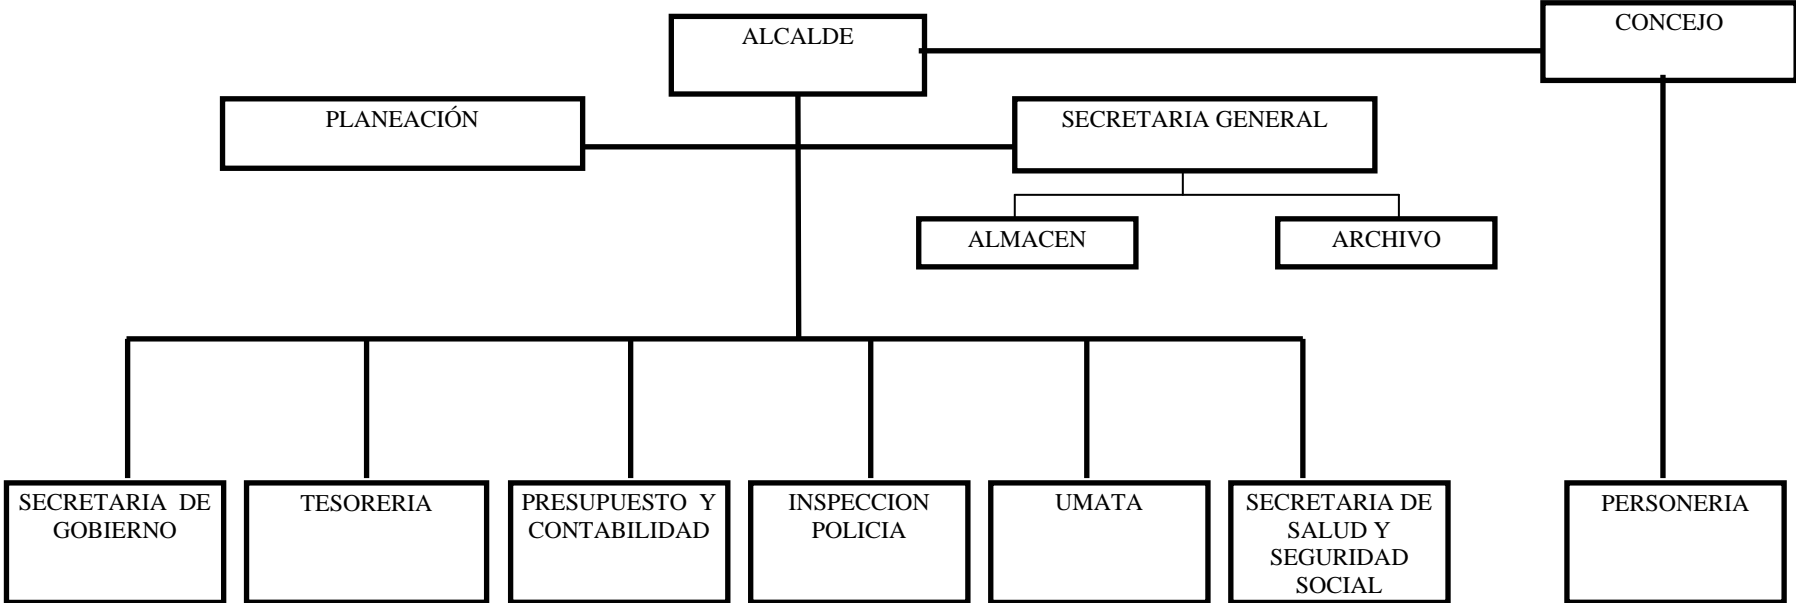 ALCALDE
CONCEJO
PLANEACIÓN
SECRETARIA GENERAL
ALMACEN
ARCHIVO
SECRETARIA DE
GOBIERNO
TESORERIA
PRESUPUESTO Y
CONTABILIDAD
INSPECCION
POLICIA
UMATA
SECRETARIA DE
SALUD Y
SEGURIDAD
SOCIAL
PERSONERIA